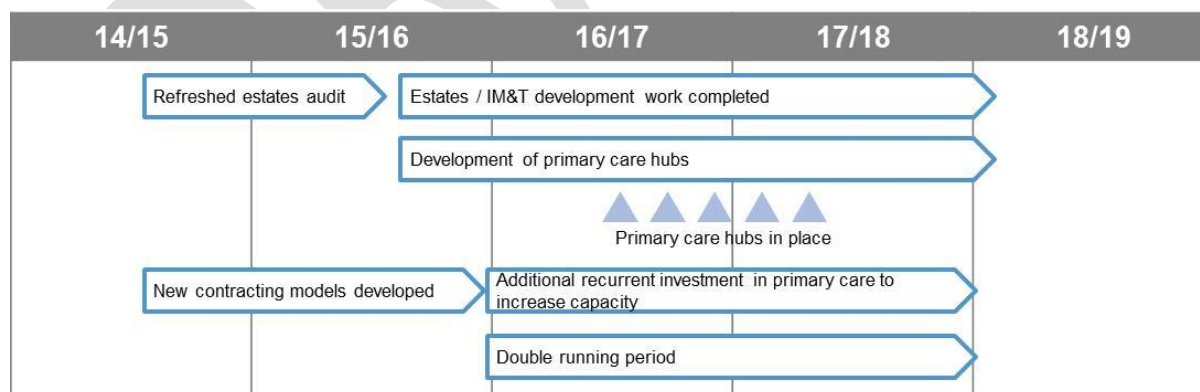 14/15 15/16 16/17 17/18 18/19
Refreshed estates audit
Estates / IM&T development work completed
Development of primary care hubs
Primary care hubs in place
New contracting models developed
Additional recurrent investment in primary care to
increase capacity
Double running period